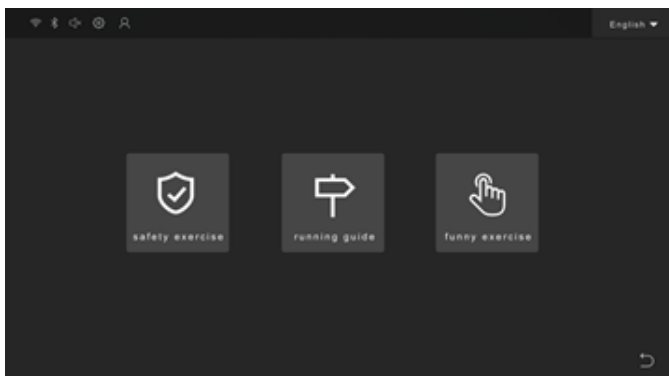 English
safety exercise
running guide
funny exercise